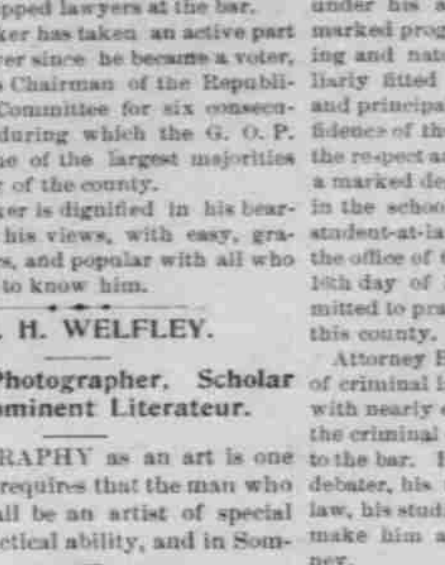 pped lawyers at the bar.
ker has taken an active part
ver since he became a voter,
Chairman of the Republi-
Committee for six consecu-
during which the G. O. P.
ne of the largest majorities
of the county.
ker is dignified in his bear-
his views, with easy, gra-
s, and popular with all who
to know him.
. H. WELFLEY.
Photographer, Scholar
ominent Literateur.
RAPHY as an art is one
requires that the man who
all be an artist of special
ctical ability, and in Som-
under his
marked prog
ing and nat
liarly fitted
and principa
fidence of th
the respect a
a marked de
in the schoo
student-at-la
the office of
16th day of
mitted to pra
this county.
Attorney
of criminal
with nearly
the criminal
to the bar.
debater, his
law, his stud
make him a
ney.